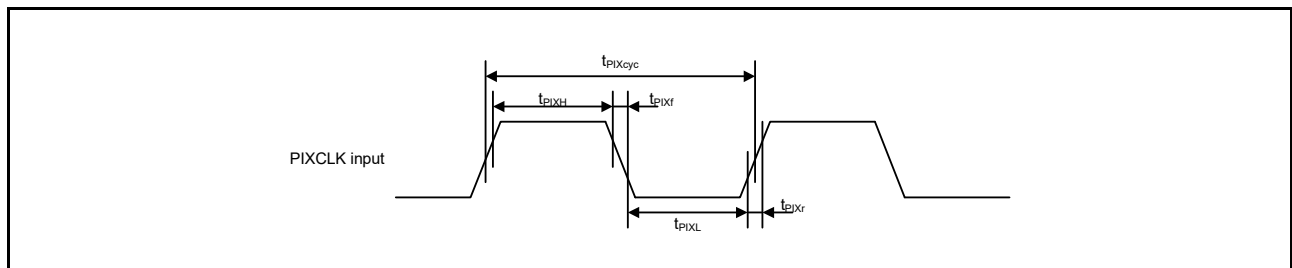 tPIXcyc
tPIXH
tPIXf
PIXCLK input
tPIXL
tPIXr